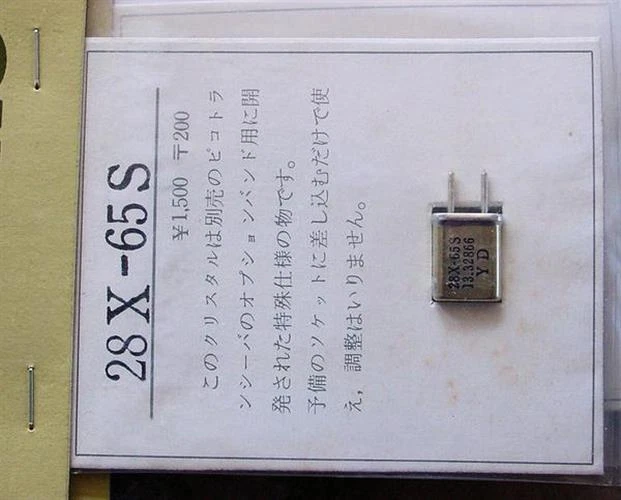 28X-65S
¥1,500 〒200
このクリスタルは別売のピコトラ
ンシーバのオプションバンド用に開
発された特殊仕様の物です。
予備のソケットに差し込むだけで使
え，調整はいりません。
28X-65S
13.32866
YD